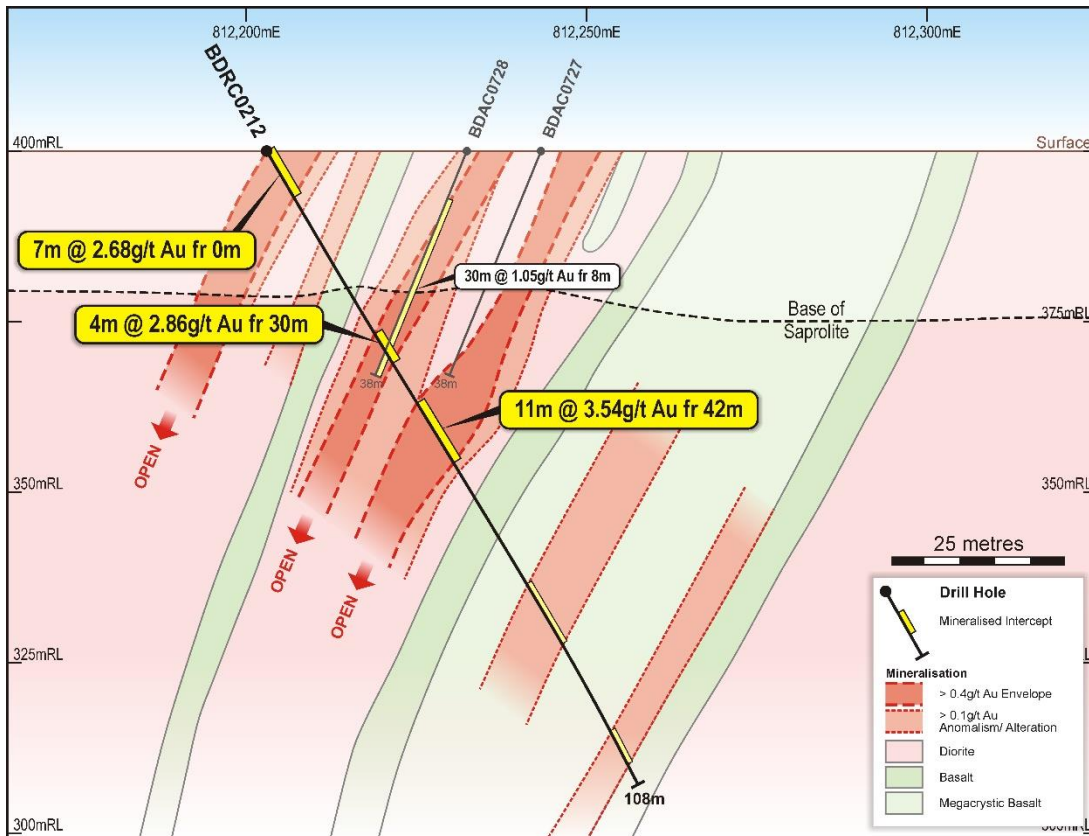 812,200mE
812,250mE
812,300mE
BDRC0212
BDAC0728
BDAC0727
400mRL
Surface
7m @ 2.68g/t Au fr 0m
30m @ 1.05g/t Au fr 8m
Base of
Saprolite
4m @ 2.86g/t Au fr 30m
375mRL
38m
38m
11m @ 3.54g/t Au fr 42m
OPEN
OPEN
OPEN
350mRL
350mRL
25 metres
Drill Hole
Mineralised Intercept
325mRL
Mineralisation
> 0.4g/t Au Envelope
> 0.1g/t Au
Anomalism/ Alteration
Diorite
Basalt
Megacrystic Basalt
108m
300mRL